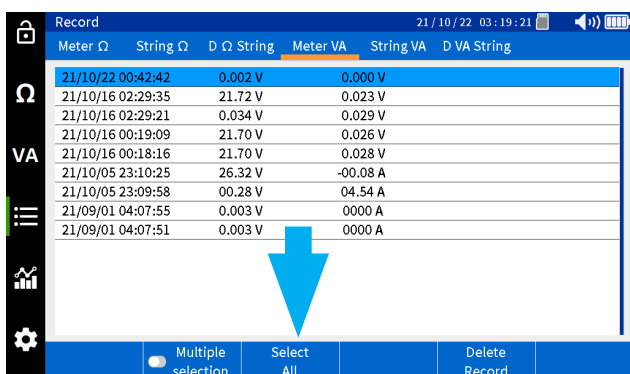 Record 21/10/22 03:19:21
Meter Ω String Ω D Ω String Meter VA String VA D VA String
21/10/22 00:42:42 0.002 V 0.000 V
Ω
21/10/16 02:29:35 21.72 V 0.023 V
21/10/16 02:29:21 0.034 V 0.029 V
21/10/16 00:19:09 21.70 V 0.026 V
VA
21/10/16 00:18:16 21.70 V 0.028 V
21/10/05 23:10:25 26.32 V -00.08 A
21/10/05 23:09:58 00.28 V 04.54 A
21/09/01 04:07:55 0.003 V 0000 A
21/09/01 04:07:51 0.003 V 0000 A
Multiple Select Delete
selection All Record